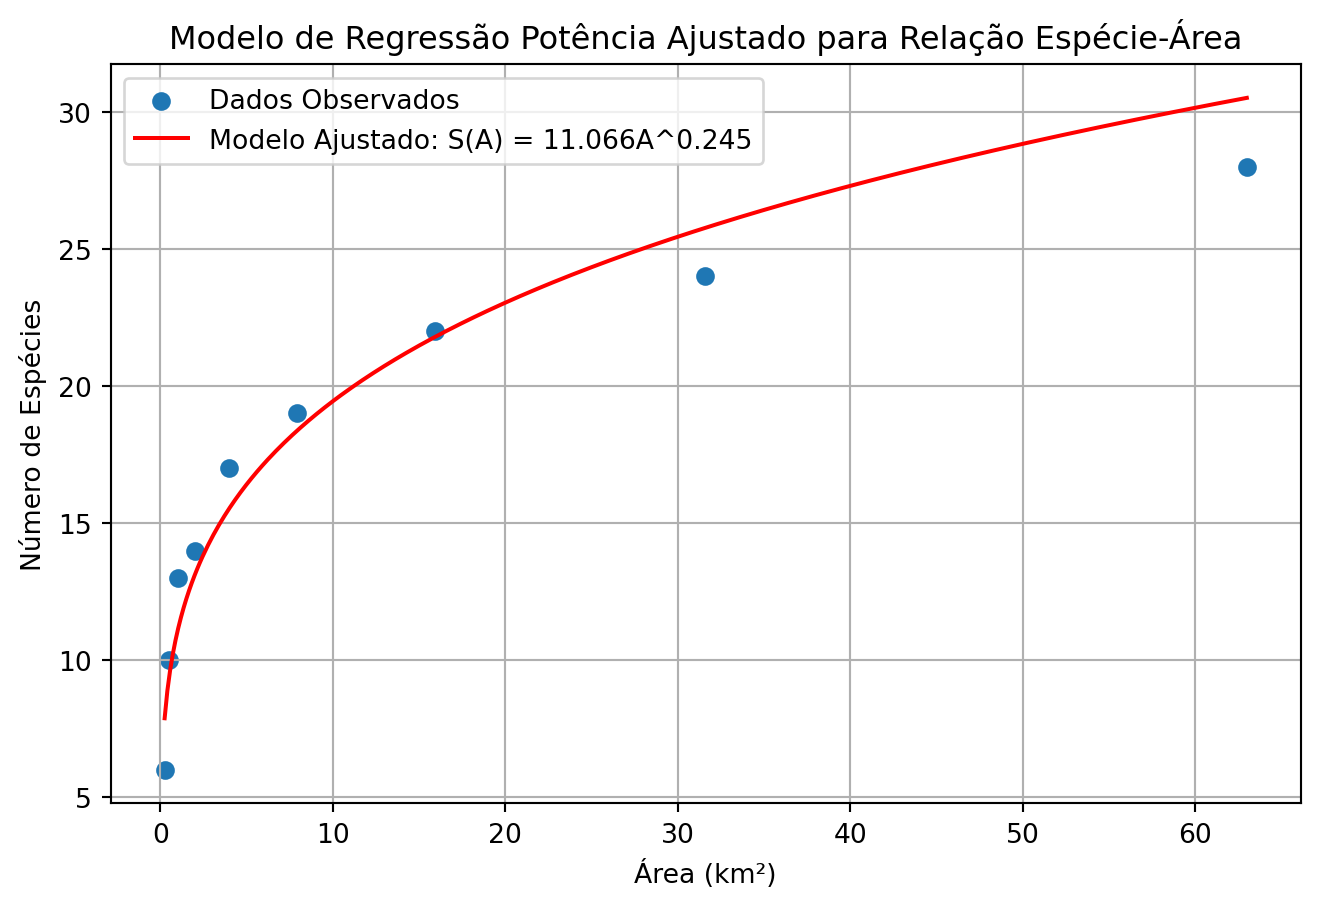 Modelo de Regressão Potência Ajustado para Relação Espécie-Área
Dados Observados
Modelo Ajustado: S(A) = 11.066A^0.245
30
25
20
15
10
5
Número de Espécies
0 10 20 30 40 50 60
Área (km²)